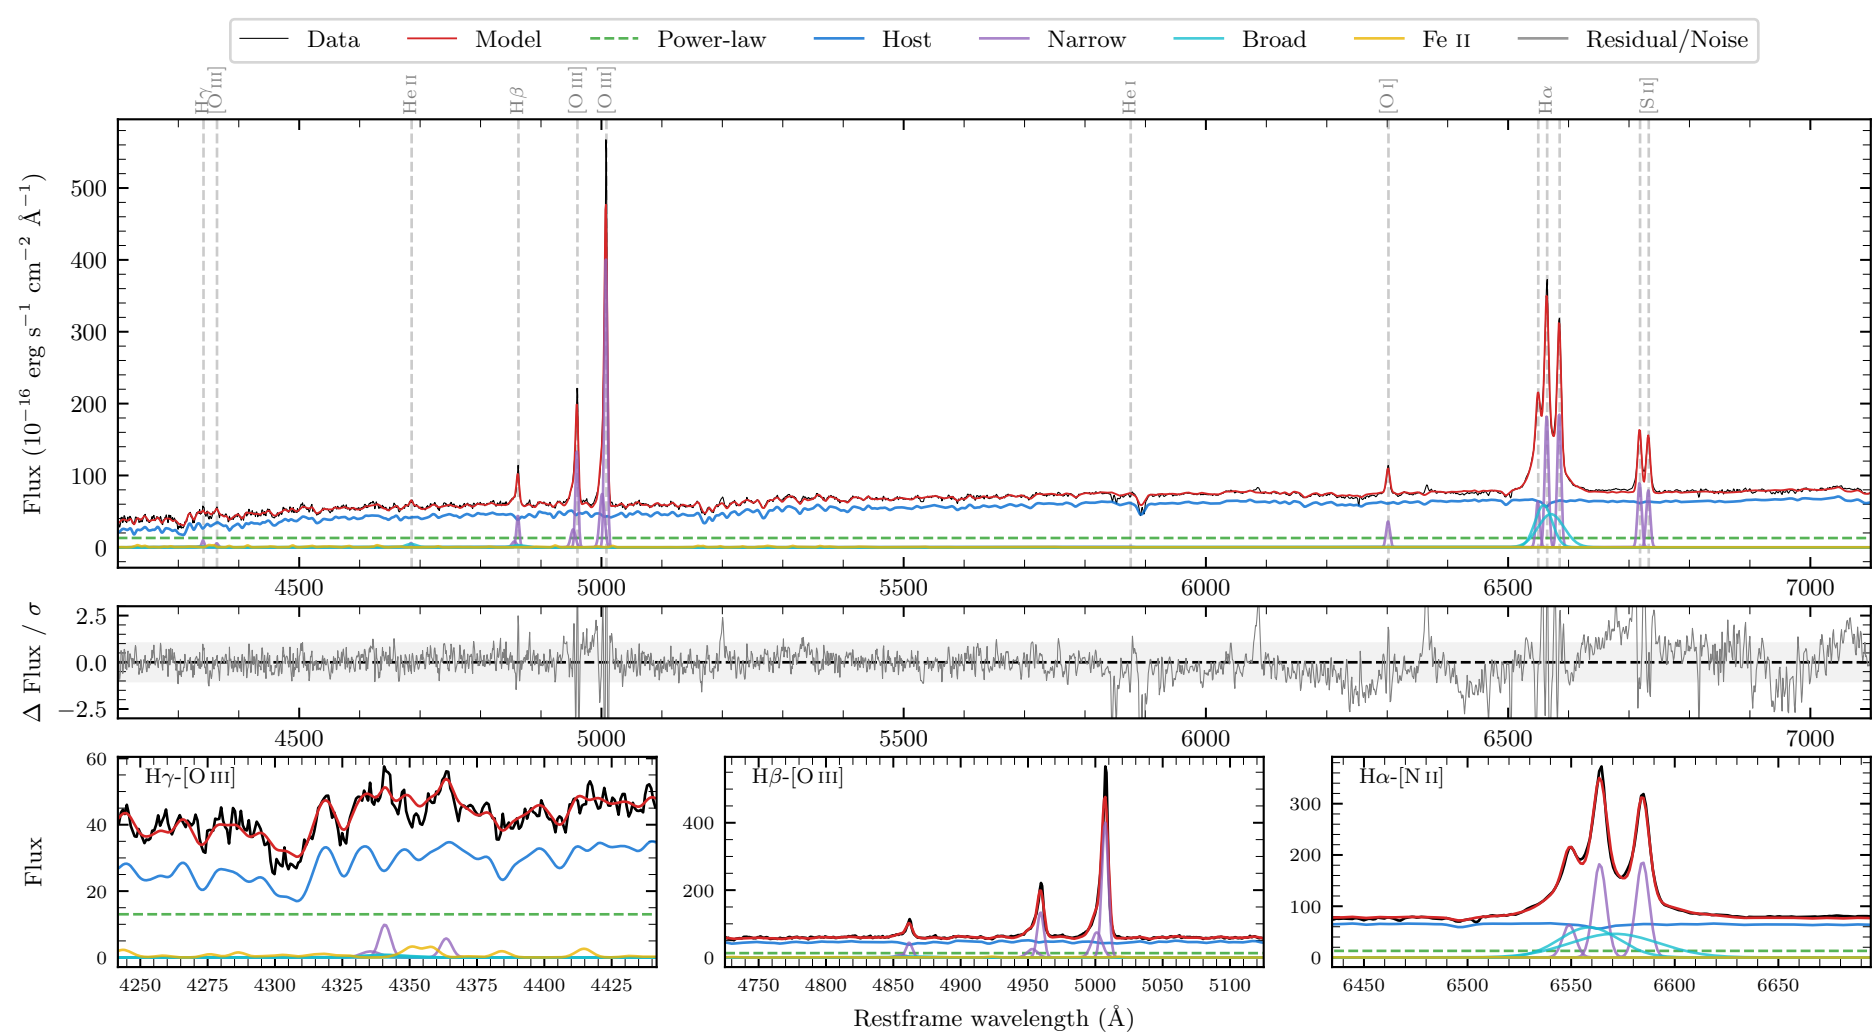 Data Model Power-law Host Narrow Broad Fe II Residual/Noise
Hγ [O III] He II Hβ [O III] [O III] He I [O I] Hα [S II]
Flux (10⁻¹⁶ erg s⁻¹ cm⁻² Å⁻¹)
500
400
300
200
100
0
4500 5000 5500 6000 6500 7000
Δ Flux / σ
2.5
0.0
−2.5
4500 5000 5500 6000 6500 7000
Flux
Hγ-[O III]
60
40
20
0
4250 4275 4300 4325 4350 4375 4400 4425
Hβ-[O III]
400
200
0
4750 4800 4850 4900 4950 5000 5050 5100
Hα-[N II]
300
200
100
0
6450 6500 6550 6600 6650
Restframe wavelength (Å)